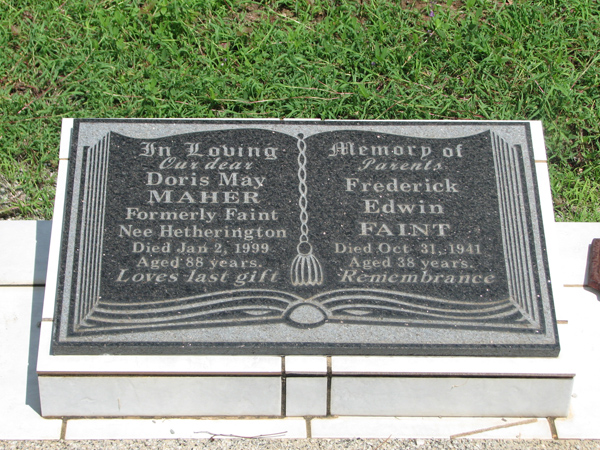 In Loving Memory of
Our dear Parents
Doris May
MAHER
Formerly Faint
Nee Hetherington
Died Jan 2, 1999
Aged 88 years.
Frederick
Edwin
FAINT
Died Oct 31, 1941
Aged 38 years.
Loves last gift Remembrance